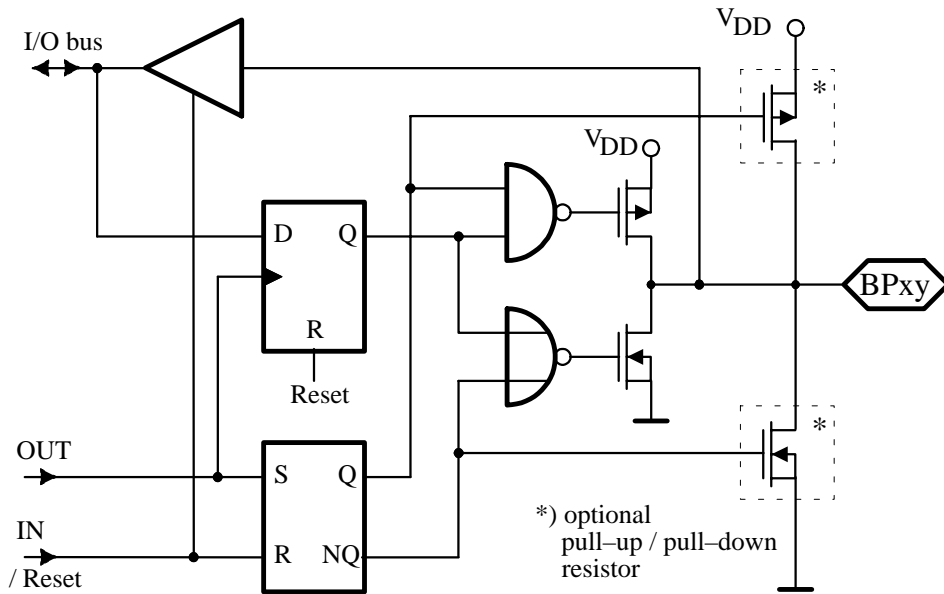 I/O bus
VDD
*
VDD
D
Q
R
Reset
BPxy
*
OUT
S
Q
IN
/ Reset
R
NQ
*) optional
pull–up / pull–down
resistor